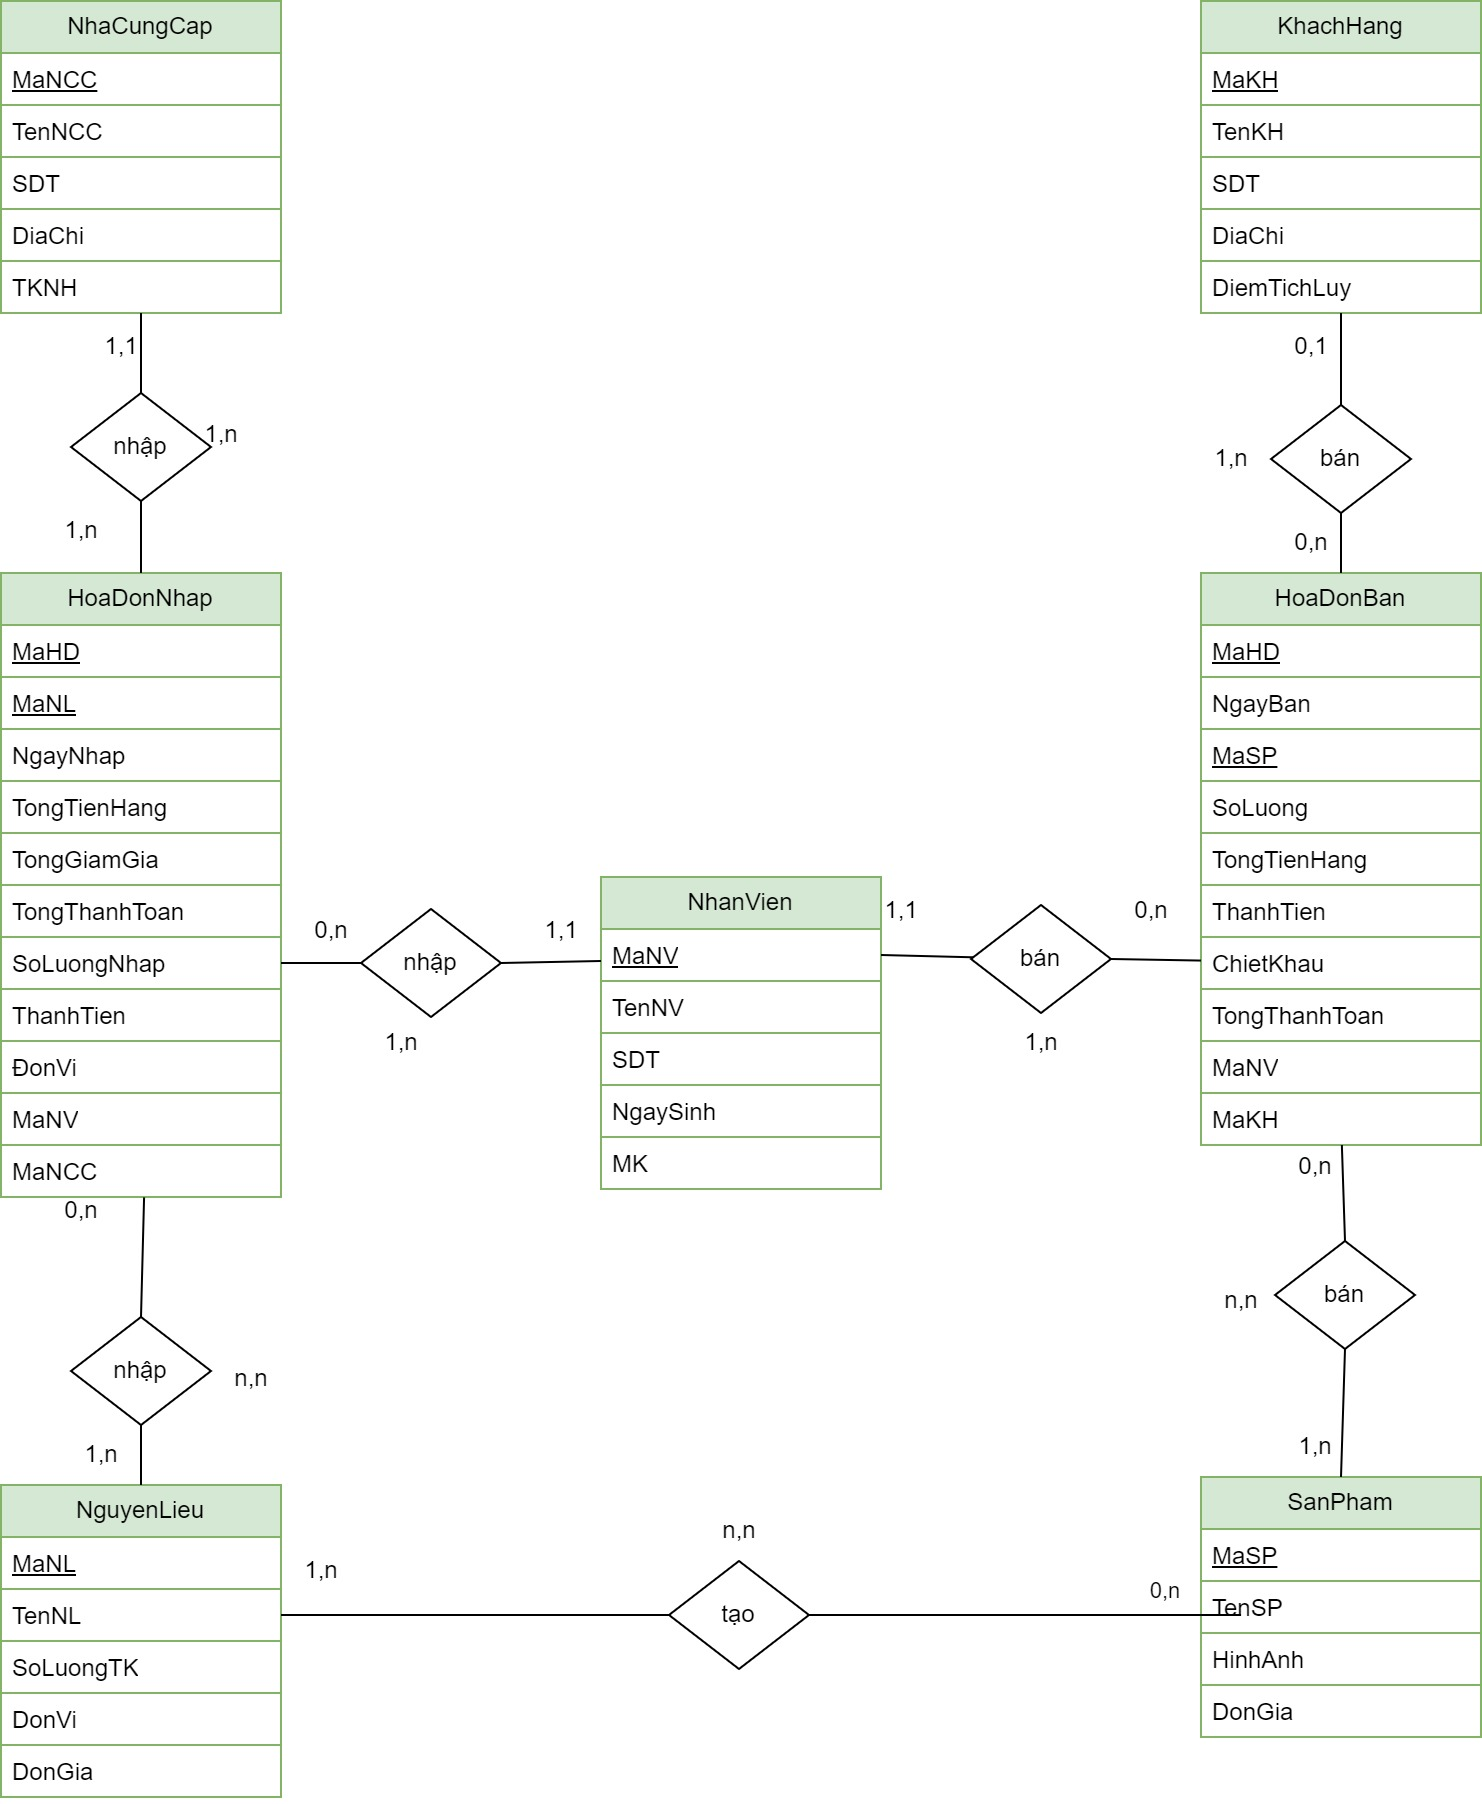 NhaCungCap
MaNCC
TenNCC
SDT
DiaChi
TKNH
KhachHang
MaKH
TenKH
SDT
DiaChi
DiemTichLuy
1,1
nhập
1,n
1,n
0,1
1,n
bán
0,n
HoaDonNhap
MaHD
MaNL
NgayNhap
TongTienHang
TongGiamGia
TongThanhToan
SoLuongNhap
ThanhTien
ĐonVi
MaNV
MaNCC
0,n
nhập
1,1
1,n
NhanVien
MaNV
TenNV
SDT
NgaySinh
MK
1,1
bán
0,n
1,n
HoaDonBan
MaHD
NgayBan
MaSP
SoLuong
TongTienHang
ThanhTien
ChietKhau
TongThanhToan
MaNV
MaKH
0,n
nhập
n,n
1,n
0,n
n,n
bán
1,n
NguyenLieu
MaNL
TenNL
SoLuongTK
DonVi
DonGia
1,n
n,n
tạo
0,n
SanPham
MaSP
TenSP
HinhAnh
DonGia